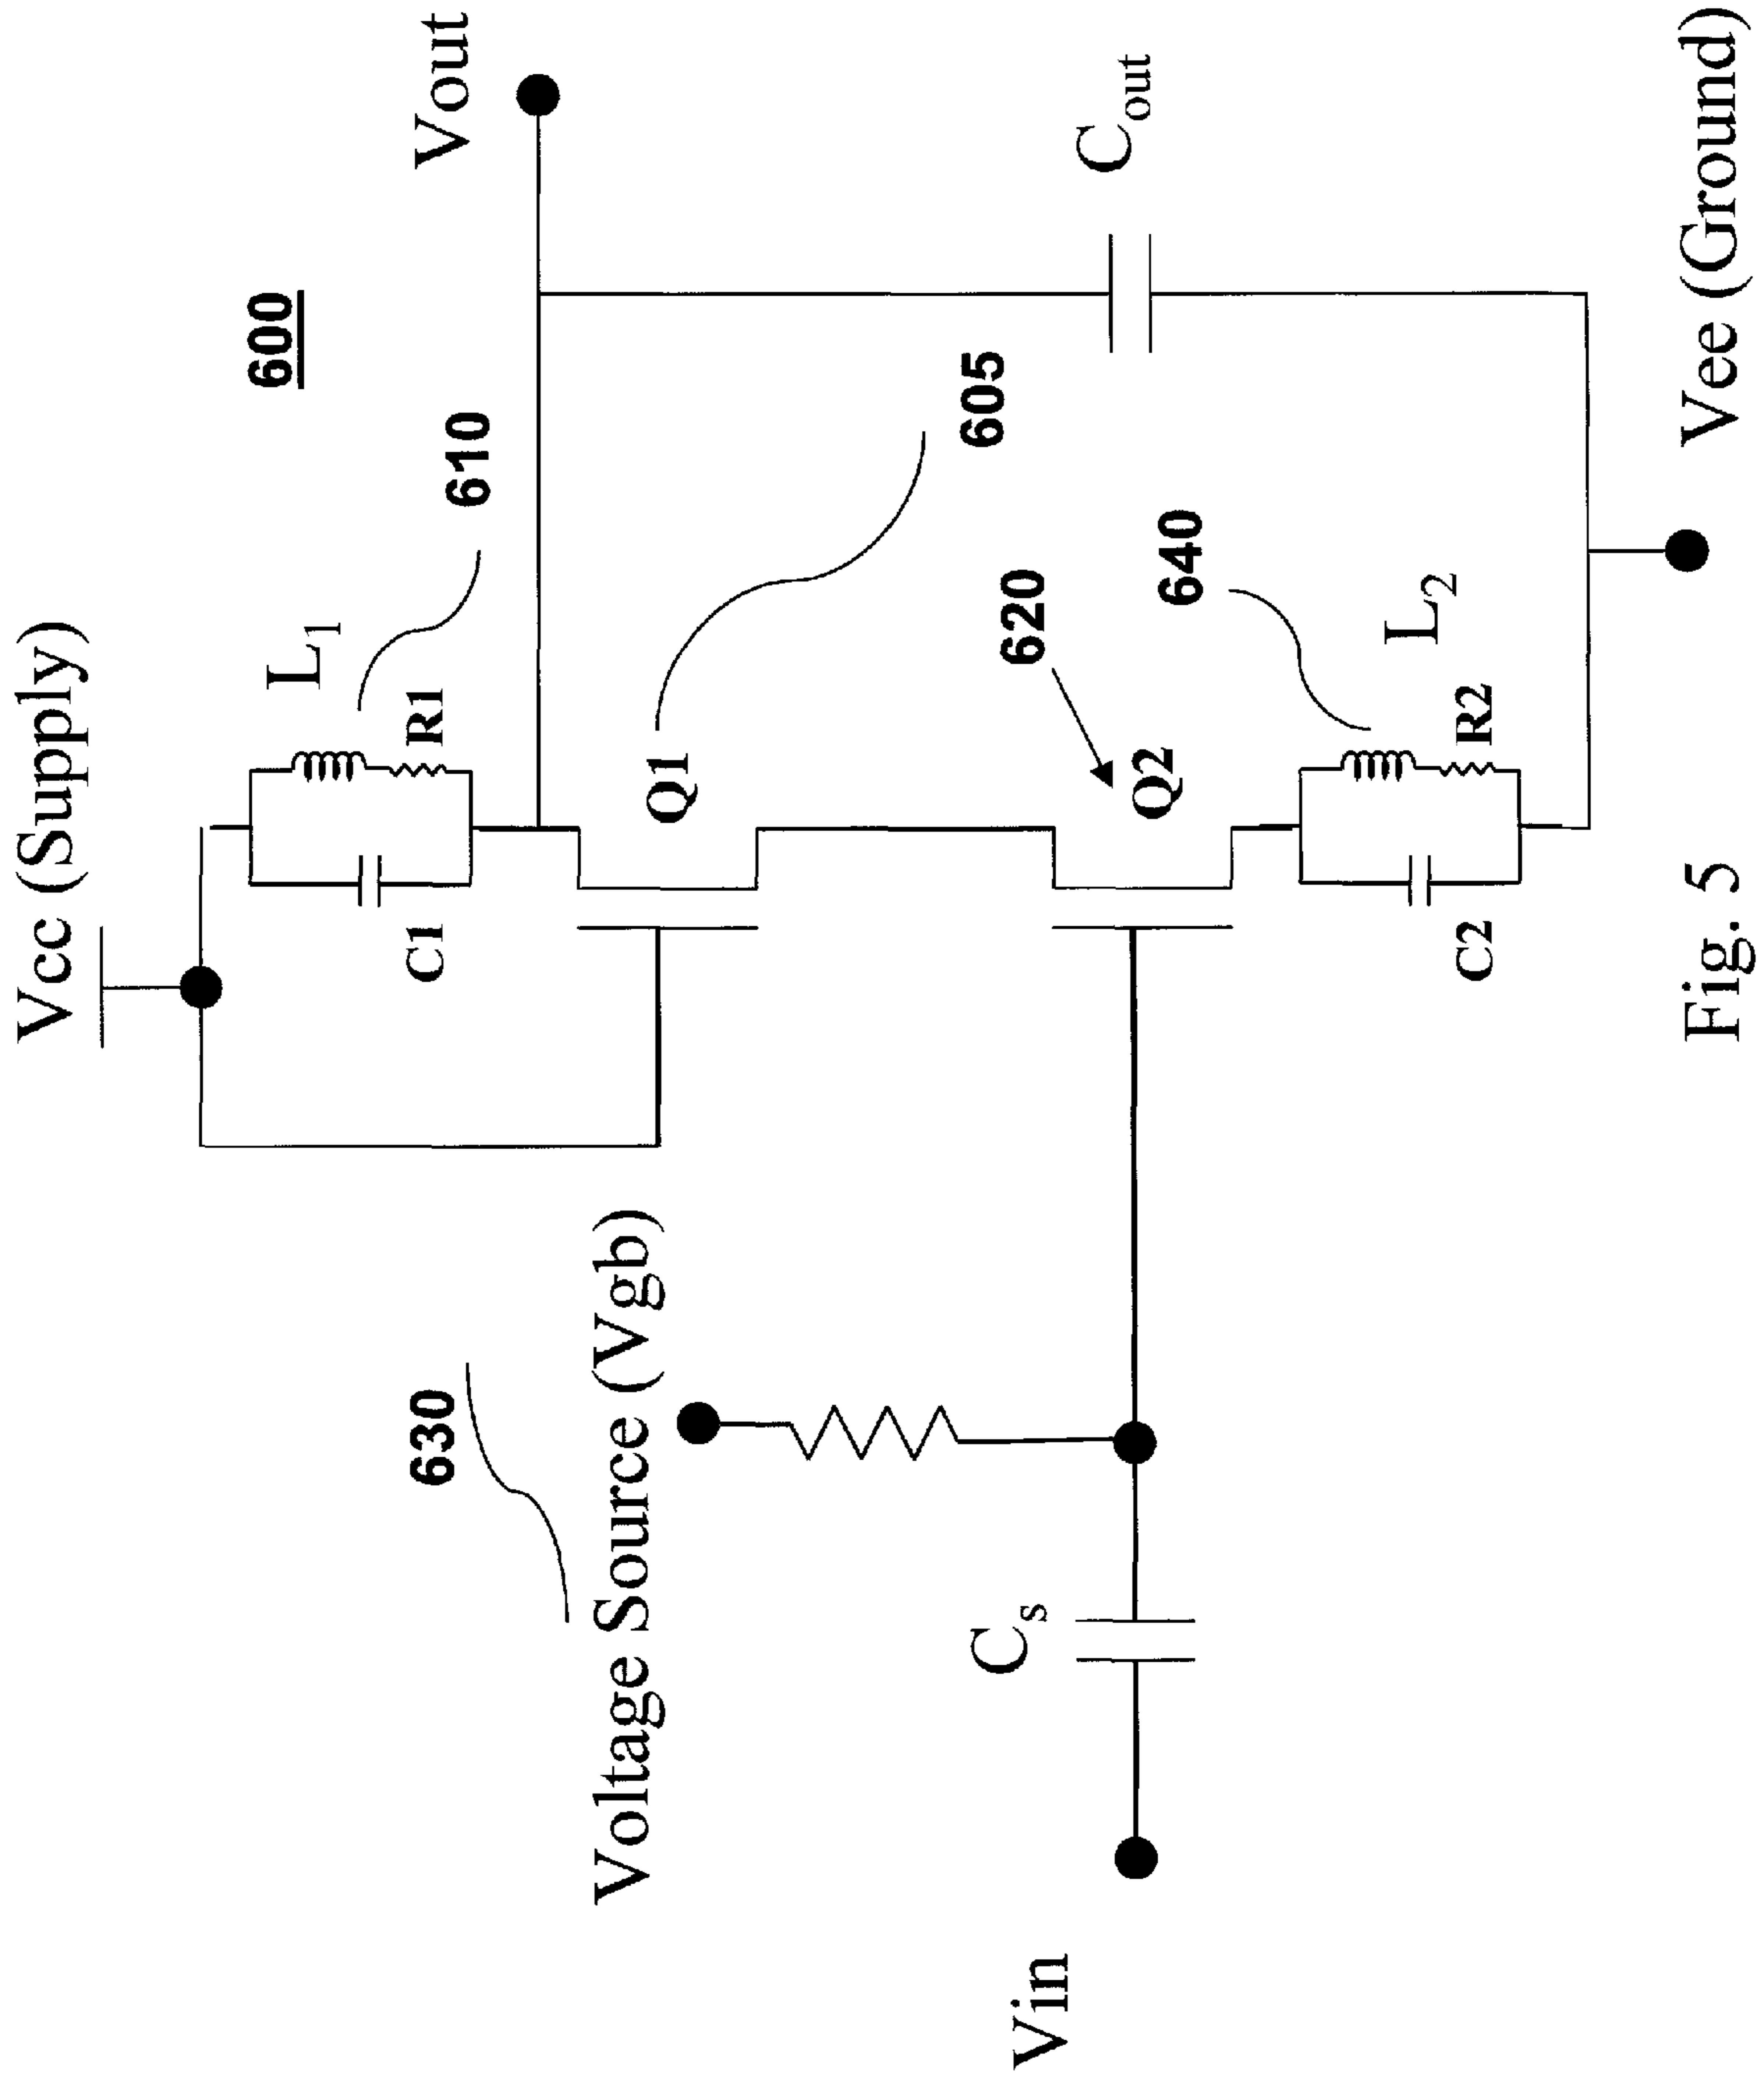 Vcc (Supply)
600
Vout
L1
610
R1
C1
Q1
605
630
Voltage Source (Vgb)
620
Q2
Cout
640
L2
R2
C2
Cs
Vin
Vee (Ground)
Fig. 5